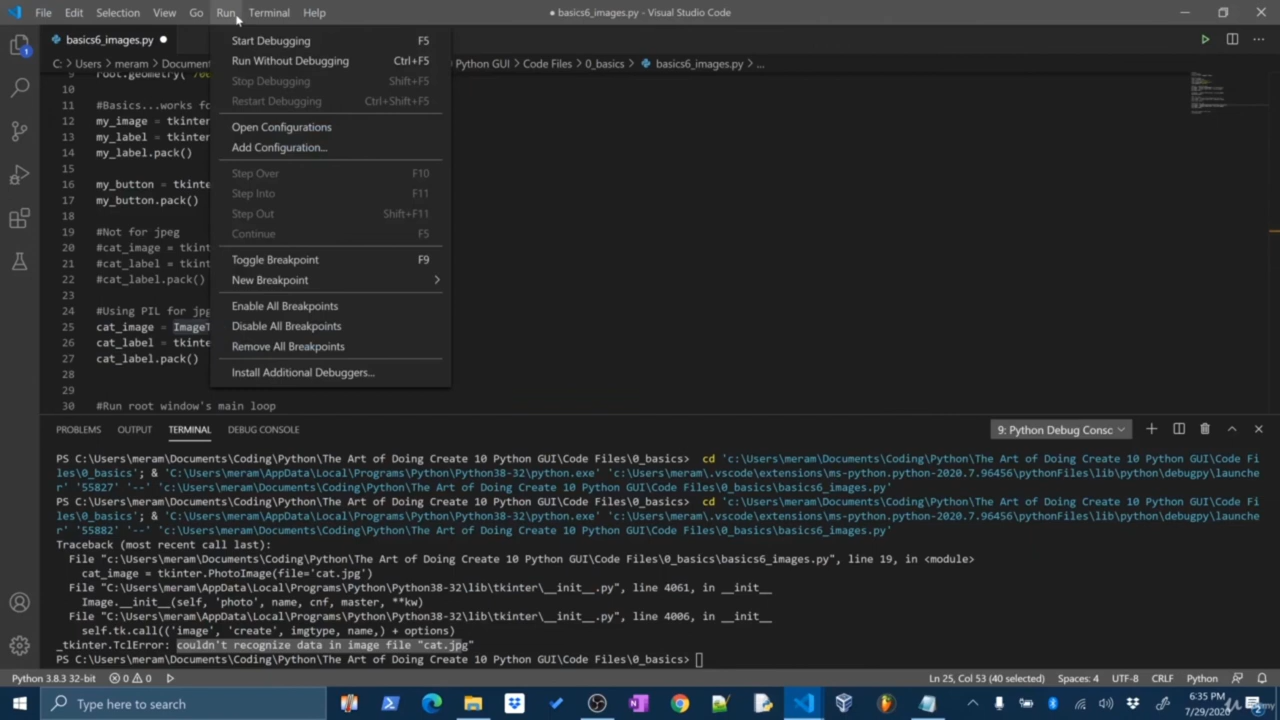 File Edit Selection View Go Run Terminal Help
● basics6_images.py - Visual Studio Code
basics6_images.py
C: > Users > meram
Python GUI > Code Files > 0_basics > basics6_images.py > ...
Start Debugging F5
Run Without Debugging Ctrl+F5
Stop Debugging Shift+F5
Restart Debugging Ctrl+Shift+F5
Open Configurations
Add Configuration...
Step Over F10
Step Into F11
Step Out Shift+F11
Continue F5
Toggle Breakpoint F9
New Breakpoint
Enable All Breakpoints
Disable All Breakpoints
Remove All Breakpoints
Install Additional Debuggers...
9
10
11 #Basics...works fo
12 my_image = tkinter
13 my_label = tkinter
14 my_label.pack()
15
16 my_button = tkinte
17 my_button.pack()
18
19 #Not for jpeg
20 #cat_image = tkint
21 #cat_label = tkint
22 #cat_label.pack()
23
24 #Using PIL for jpg
25 cat_image = ImageT
26 cat_label = tkinte
27 cat_label.pack()
28
29
30 #Run root window's main loop
PROBLEMS OUTPUT TERMINAL DEBUG CONSOLE
9: Python Debug Consc
PS C:\Users\meram\Documents\Coding\Python\The Art of Doing Create 10 Python GUI\Code Files\0_basics> cd 'c:\Users\meram\Documents\Coding\Python\The Art of Doing Create 10 Python GUI\Code Fi
les\0_basics'; & 'C:\Users\meram\AppData\Local\Programs\Python\Python38-32\python.exe' 'c:\Users\meram\.vscode\extensions\ms-python.python-2020.7.96456\pythonFiles\lib\python\debugpy\launche
r' '55827' '--' 'c:\Users\meram\Documents\Coding\Python\The Art of Doing Create 10 Python GUI\Code Files\0_basics\basics6_images.py'
PS C:\Users\meram\Documents\Coding\Python\The Art of Doing Create 10 Python GUI\Code Files\0_basics> cd 'c:\Users\meram\Documents\Coding\Python\The Art of Doing Create 10 Python GUI\Code Fi
les\0_basics'; & 'C:\Users\meram\AppData\Local\Programs\Python\Python38-32\python.exe' 'c:\Users\meram\.vscode\extensions\ms-python.python-2020.7.96456\pythonFiles\lib\python\debugpy\launche
r' '55882' '--' 'c:\Users\meram\Documents\Coding\Python\The Art of Doing Create 10 Python GUI\Code Files\0_basics\basics6_images.py'
Traceback (most recent call last):
File "c:\Users\meram\Documents\Coding\Python\The Art of Doing Create 10 Python GUI\Code Files\0_basics\basics6_images.py", line 19, in <module>
cat_image = tkinter.PhotoImage(file='cat.jpg')
File "C:\Users\meram\AppData\Local\Programs\Python\Python38-32\lib\tkinter\__init__.py", line 4061, in __init__
Image.__init__(self, 'photo', name, cnf, master, **kw)
File "C:\Users\meram\AppData\Local\Programs\Python\Python38-32\lib\tkinter\__init__.py", line 4006, in __init__
self.tk.call(('image', 'create', imgtype, name,) + options)
_tkinter.TclError: couldn't recognize data in image file "cat.jpg"
PS C:\Users\meram\Documents\Coding\Python\The Art of Doing Create 10 Python GUI\Code Files\0_basics>
Python 3.8.3 32-bit 0 0
Ln 25, Col 53 (40 selected) Spaces: 4 UTF-8 CRLF Python
Type here to search
6:35 PM
7/29/2020